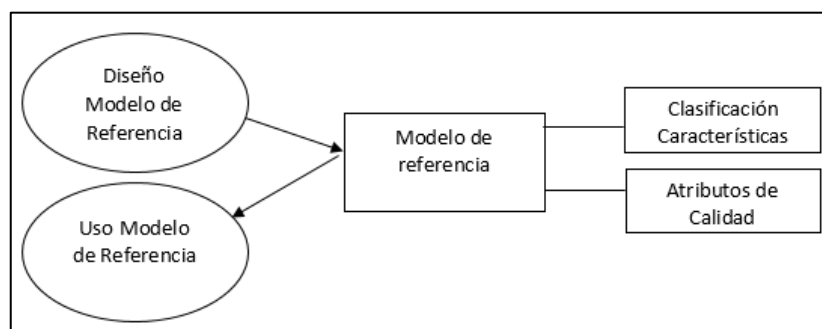 Diseño
Modelo de
Referencia
Uso Modelo
de Referencia
Modelo de
referencia
Clasificación
Características
Atributos de
Calidad